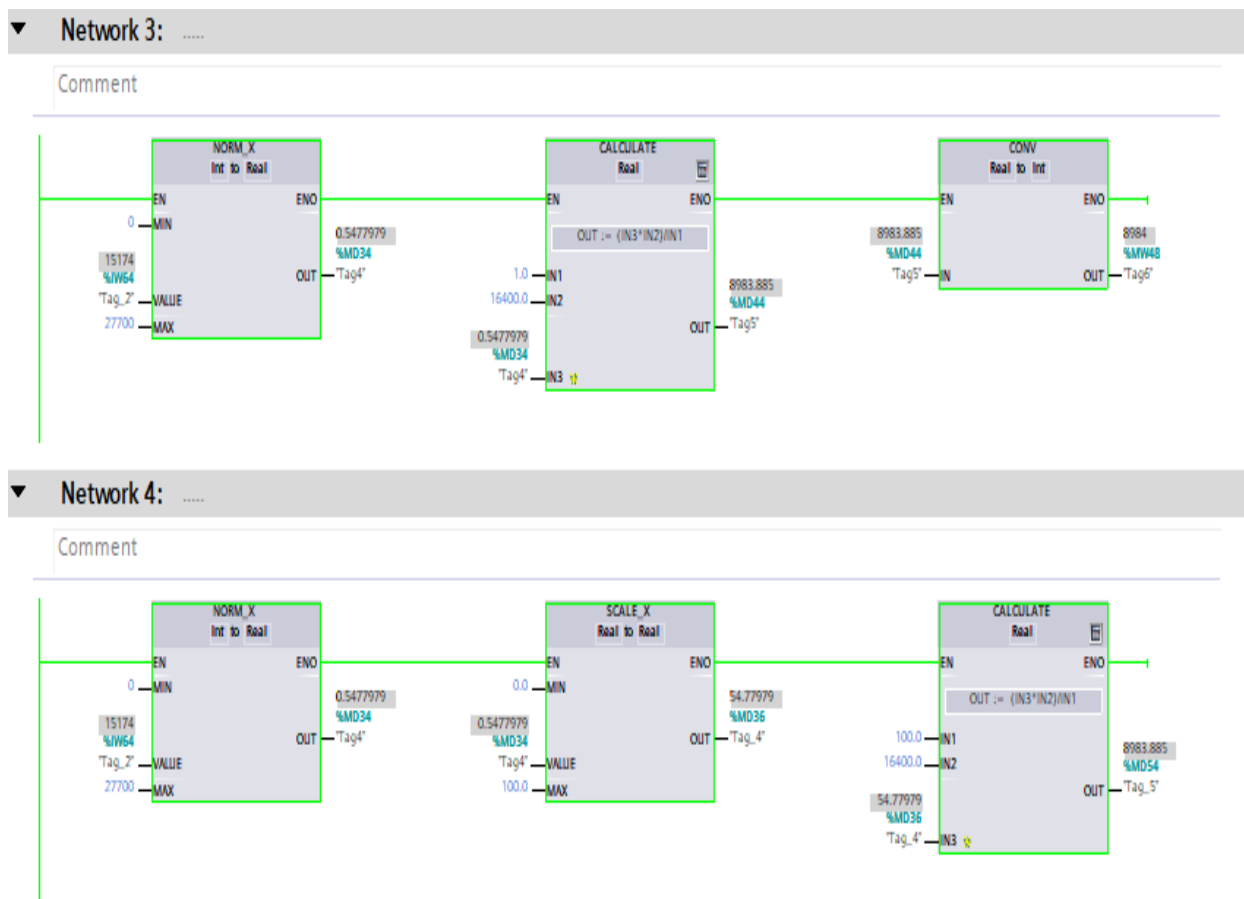 Network 3: .....
Comment
NORM_X
Int to Real
EN ENO
0 MIN
15174
%IW64
"Tag_2" VALUE
27700 MAX
0.5477979
%MD34
OUT "Tag4"
CALCULATE
Real
EN ENO
OUT := (IN3*IN2)/IN1
1.0 IN1
16400.0 IN2
0.5477979
%MD34
"Tag4" IN3
8983.885
%MD44
OUT "Tag5"
CONV
Real to Int
EN ENO
8983.885
%MD44
"Tag5" IN
8984
%MW48
OUT "Tag6"
Network 4: .....
Comment
NORM_X
Int to Real
EN ENO
0 MIN
15174
%IW64
"Tag_2" VALUE
27700 MAX
0.5477979
%MD34
OUT "Tag4"
SCALE_X
Real to Real
EN ENO
0.0 MIN
0.5477979
%MD34
"Tag4" VALUE
100.0 MAX
54.77979
%MD36
OUT "Tag_4"
CALCULATE
Real
EN ENO
OUT := (IN3*IN2)/IN1
100.0 IN1
16400.0 IN2
54.77979
%MD36
"Tag_4" IN3
8983.885
%MD54
OUT "Tag_5"